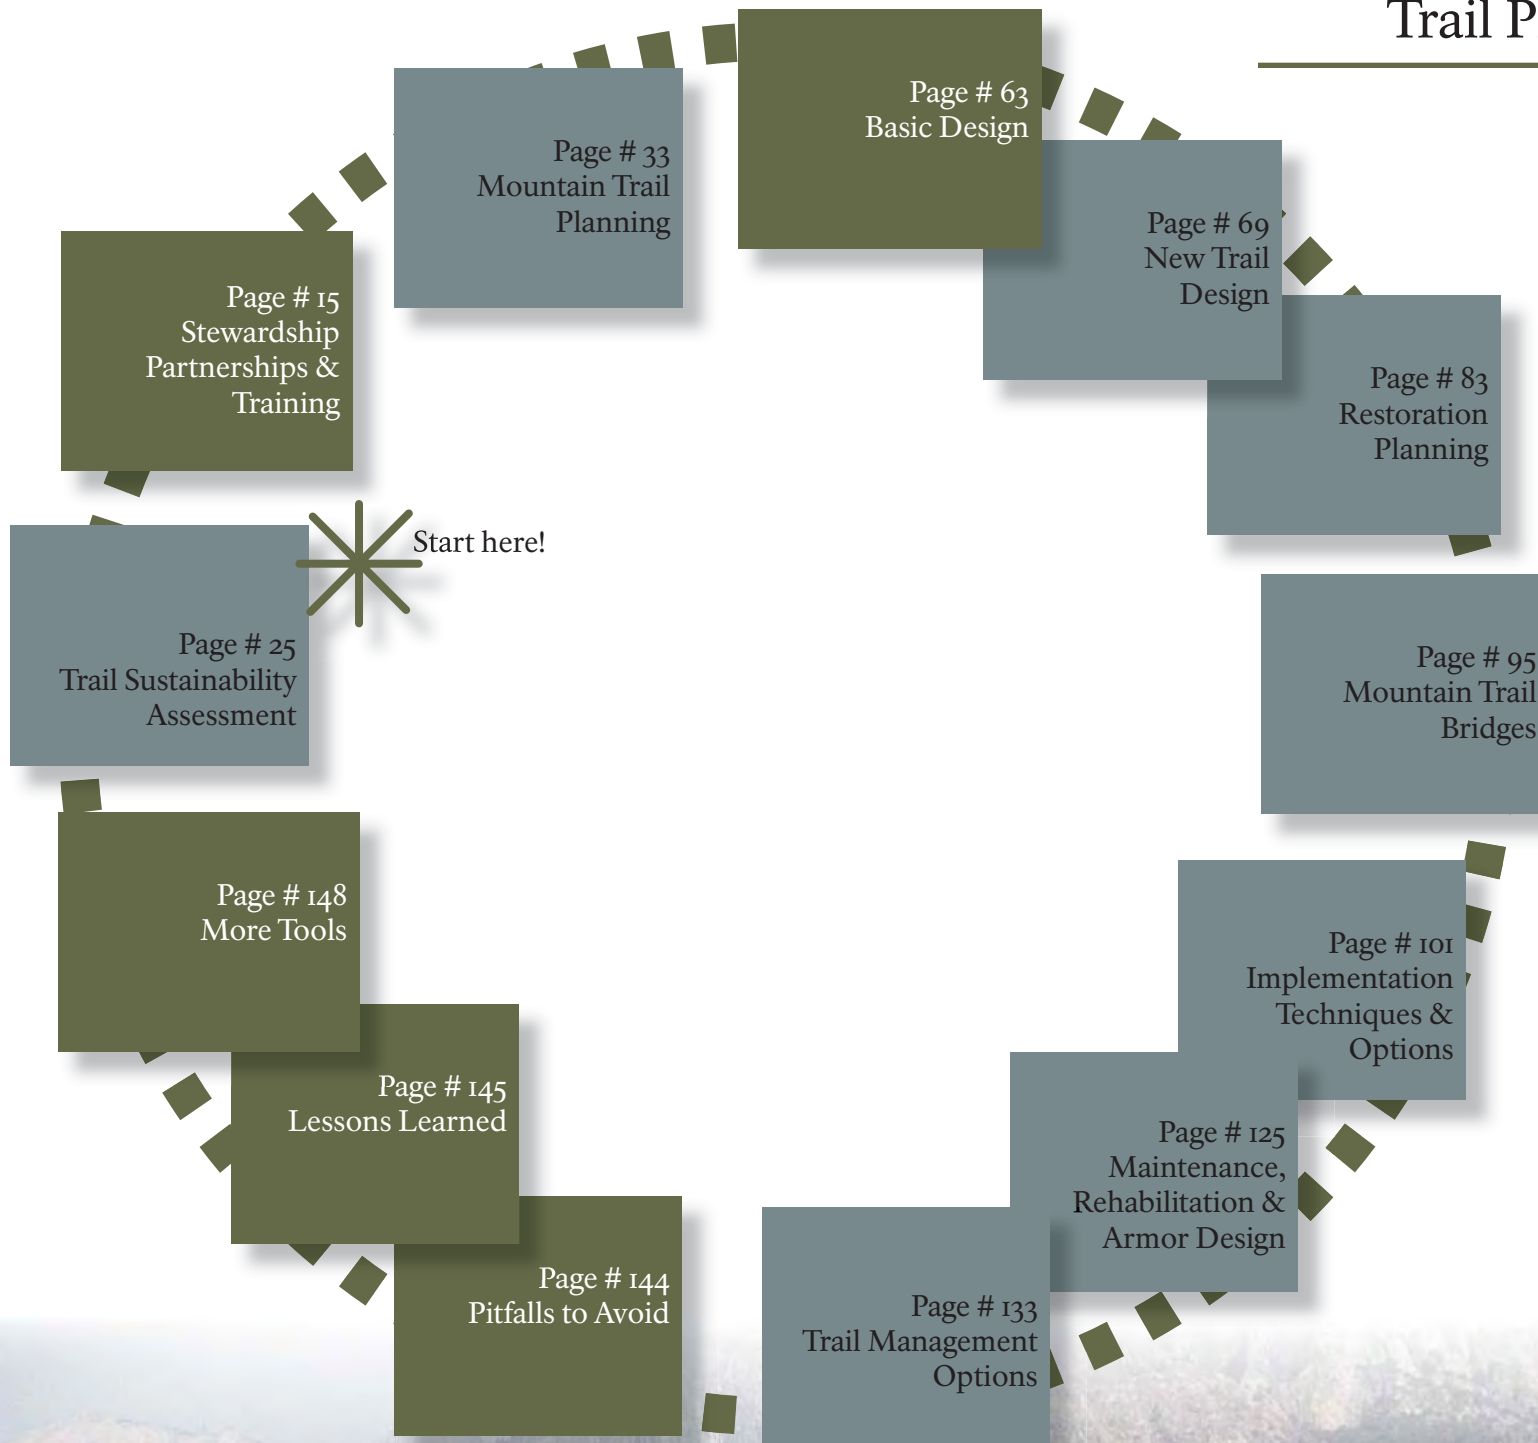 Trail P
Page # 63
Basic Design
Page # 33
Mountain Trail
Planning
Page # 69
New Trail
Design
Page # 15
Stewardship
Partnerships &
Training
Page # 83
Restoration
Planning
Start here!
Page # 25
Trail Sustainability
Assessment
Page # 95
Mountain Trail
Bridges
Page # 148
More Tools
Page # 101
Implementation
Techniques &
Options
Page # 145
Lessons Learned
Page # 125
Maintenance,
Rehabilitation &
Armor Design
Page # 144
Pitfalls to Avoid
Page # 133
Trail Management
Options